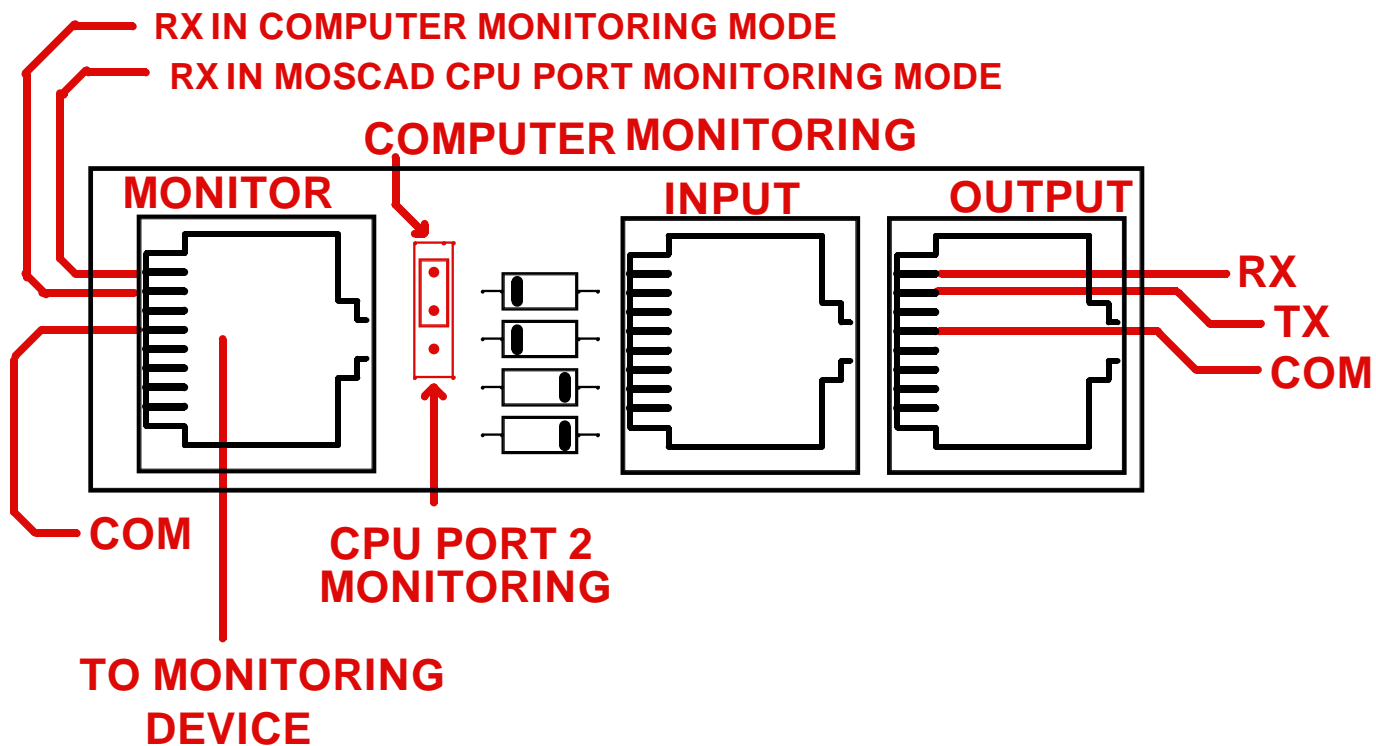 RX IN COMPUTER MONITORING MODE
RX IN MOSCAD CPU PORT MONITORING MODE
COMPUTER MONITORING
MONITOR
INPUT
OUTPUT
RX
TX
COM
COM
CPU PORT 2
MONITORING
TO MONITORING
DEVICE